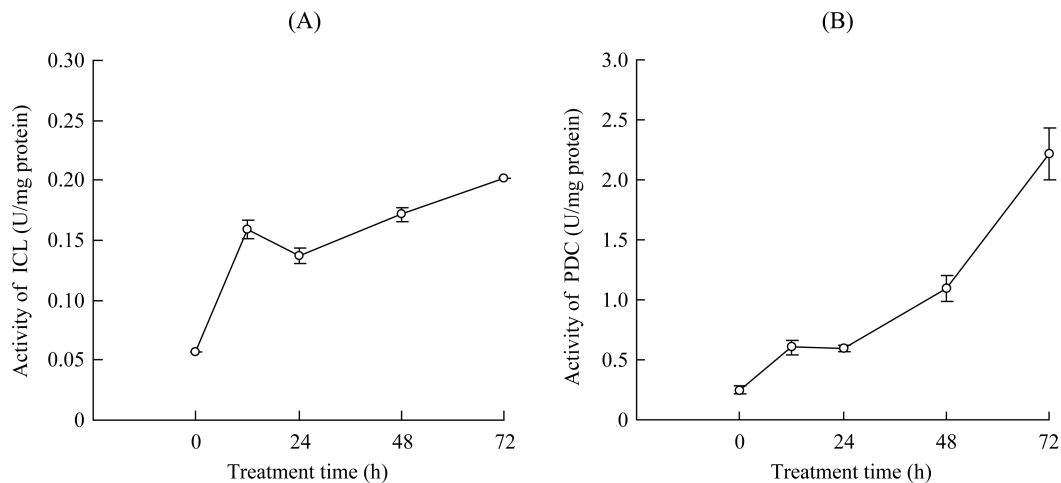 (A)
Activity of ICL (U/mg protein)
0.30
0.25
0.20
0.15
0.10
0.05
0
0 24 48 72
Treatment time (h)
(B)
Activity of PDC (U/mg protein)
3.0
2.5
2.0
1.5
1.0
0.5
0
0 24 48 72
Treatment time (h)